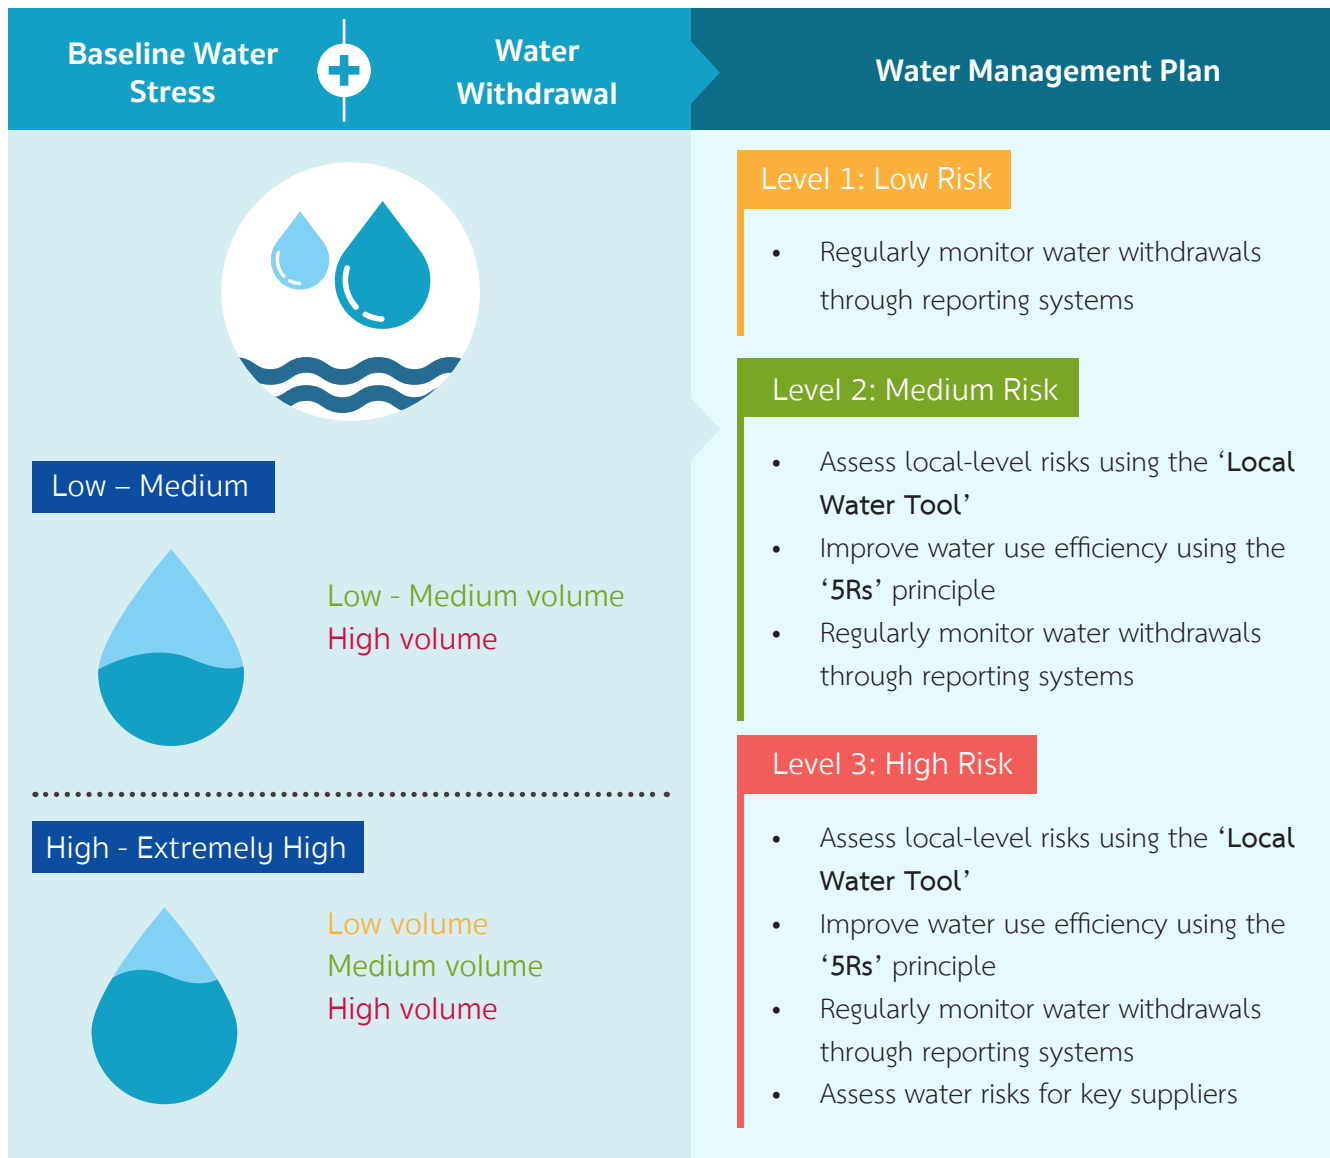 Baseline Water
Stress
Water
Withdrawal
Water Management Plan
Low – Medium
Low - Medium volume
High volume
High - Extremely High
Low volume
Medium volume
High volume
Level 1: Low Risk
• Regularly monitor water withdrawals
through reporting systems
Level 2: Medium Risk
• Assess local-level risks using the ‘Local
Water Tool’
• Improve water use efficiency using the
‘5Rs’ principle
• Regularly monitor water withdrawals
through reporting systems
Level 3: High Risk
• Assess local-level risks using the ‘Local
Water Tool’
• Improve water use efficiency using the
‘5Rs’ principle
• Regularly monitor water withdrawals
through reporting systems
• Assess water risks for key suppliers